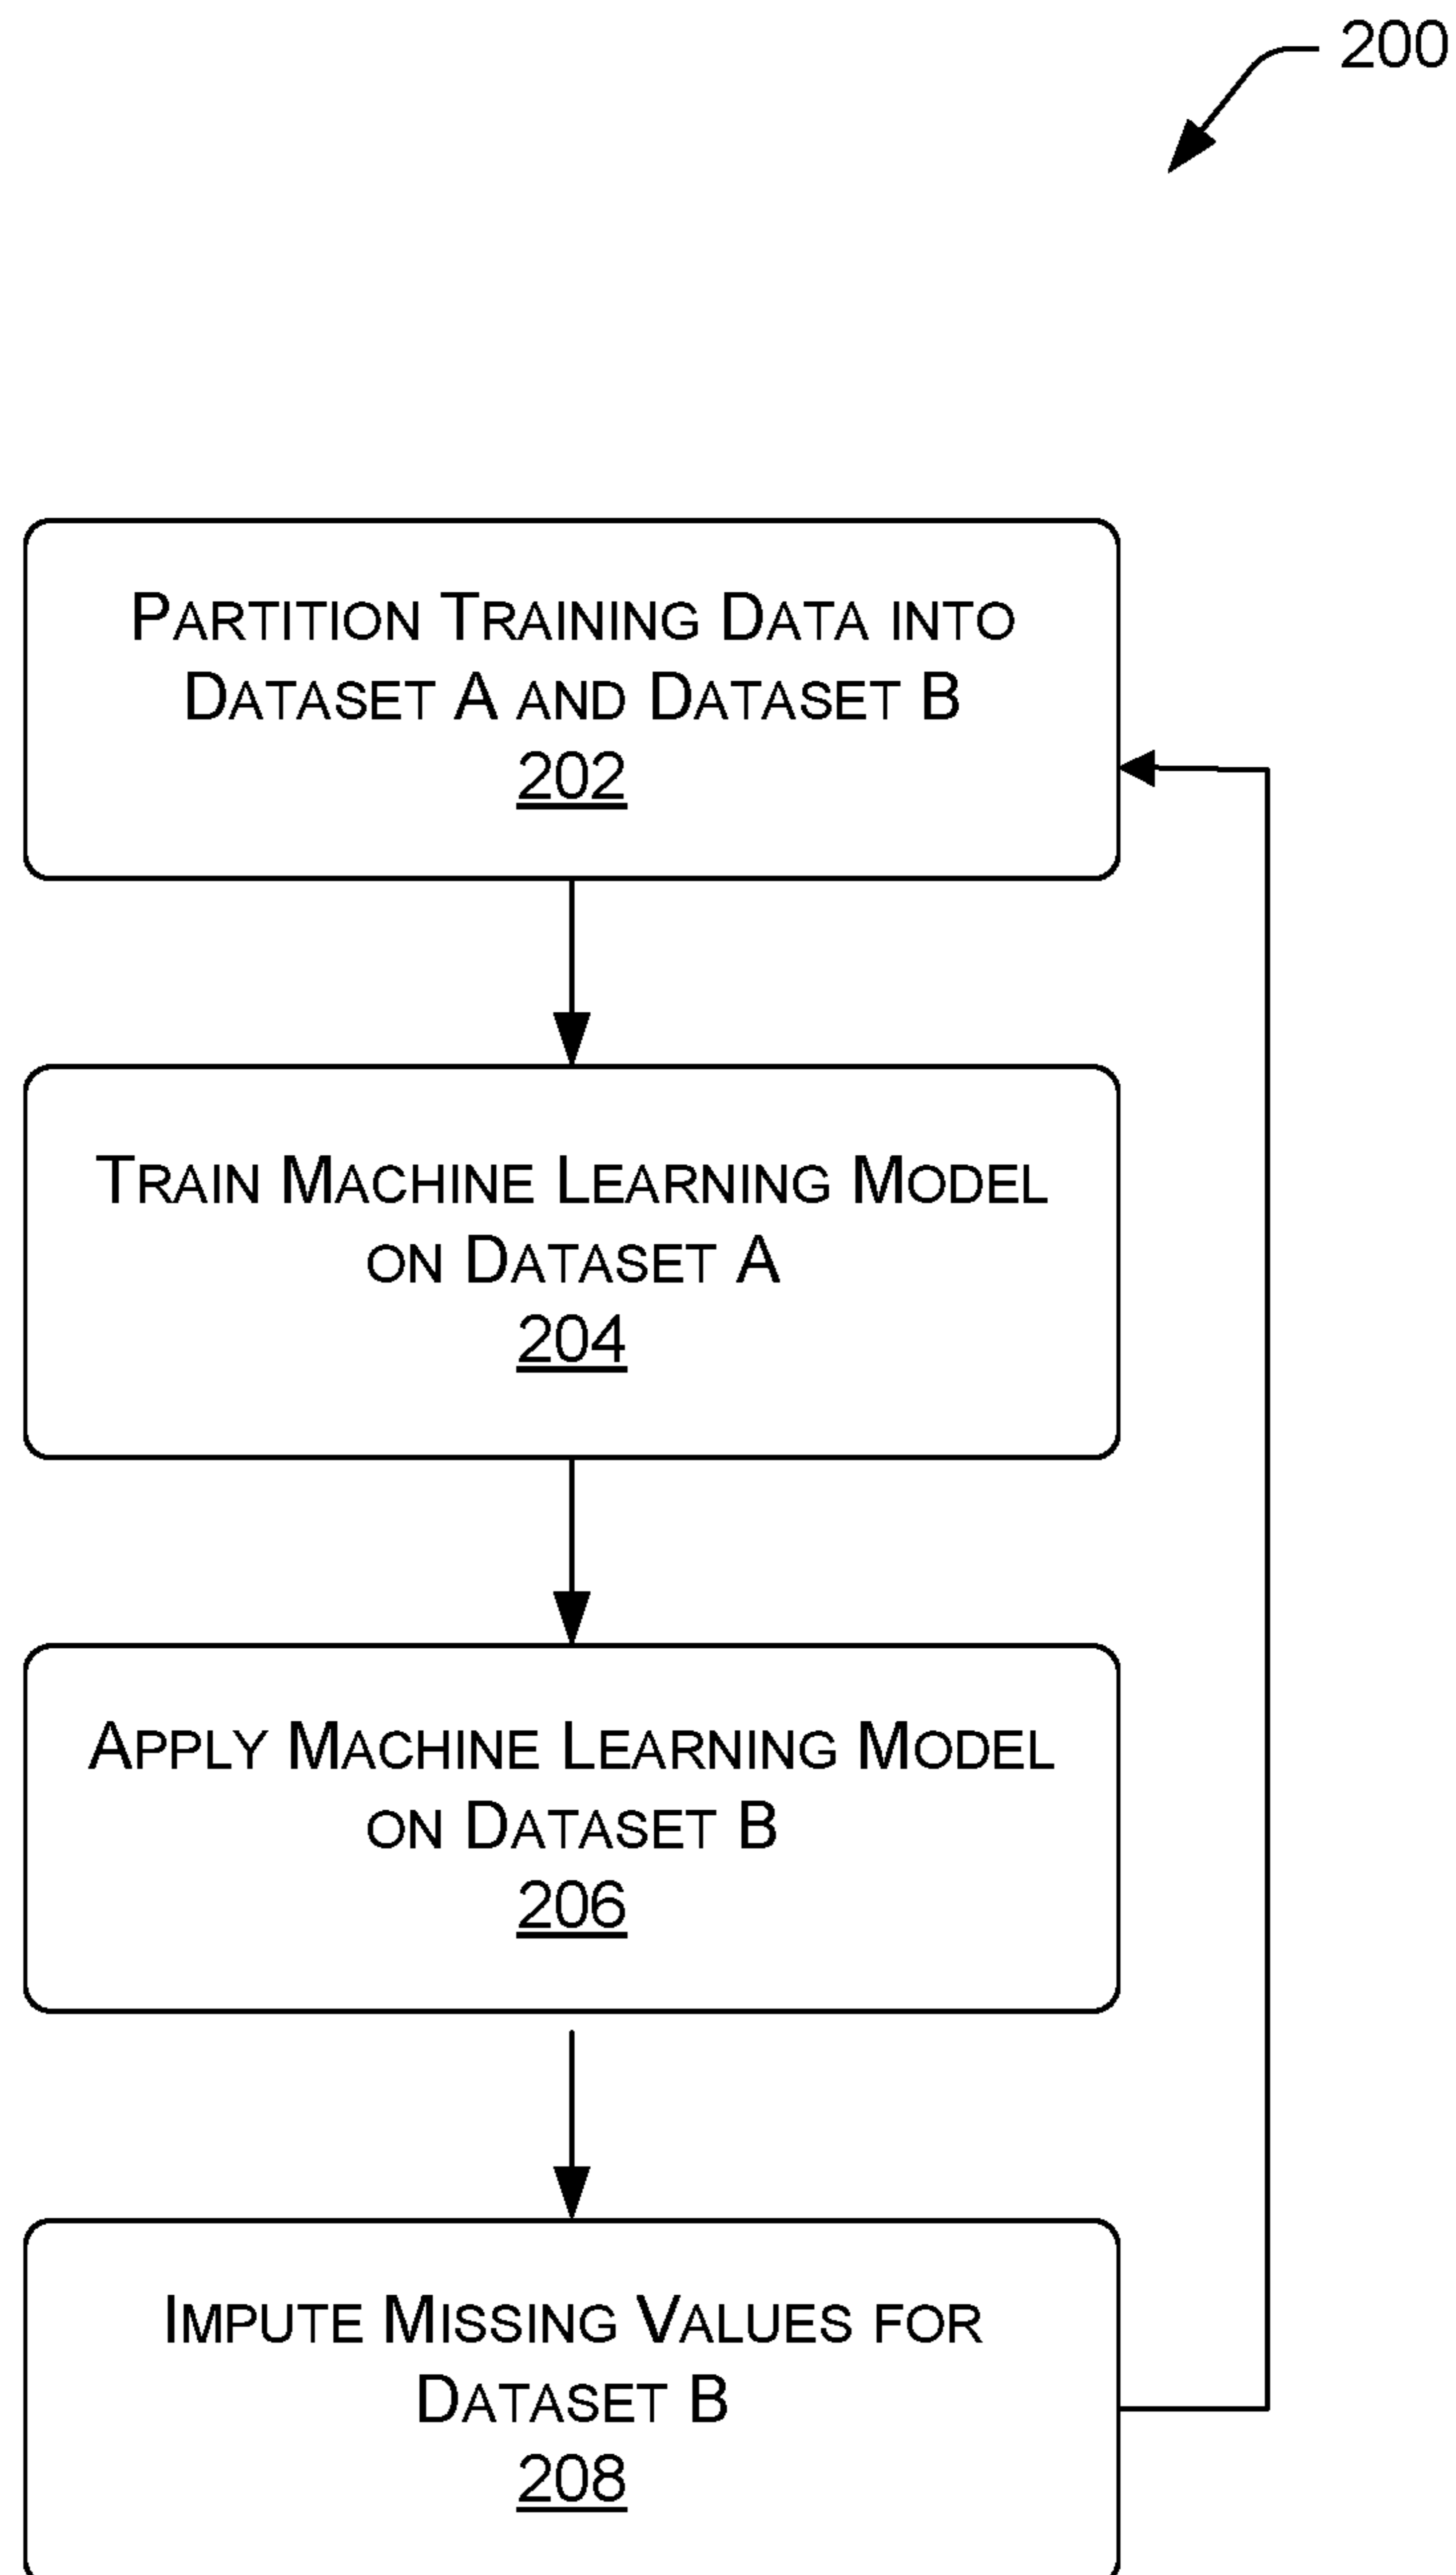 200
PARTITION TRAINING DATA INTO
DATASET A AND DATASET B
202
TRAIN MACHINE LEARNING MODEL
ON DATASET A
204
APPLY MACHINE LEARNING MODEL
ON DATASET B
206
IMPUTE MISSING VALUES FOR
DATASET B
208